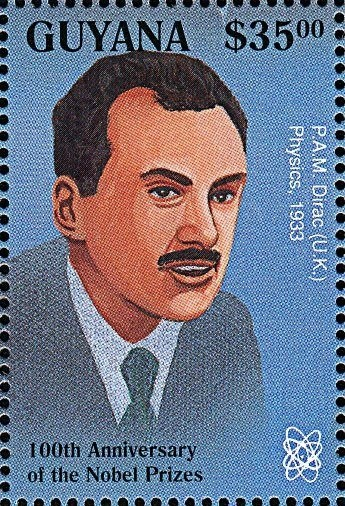 GUYANA $35.00
P.A.M. Dirac (U.K.)
Physics, 1933
100th Anniversary
of the Nobel Prizes